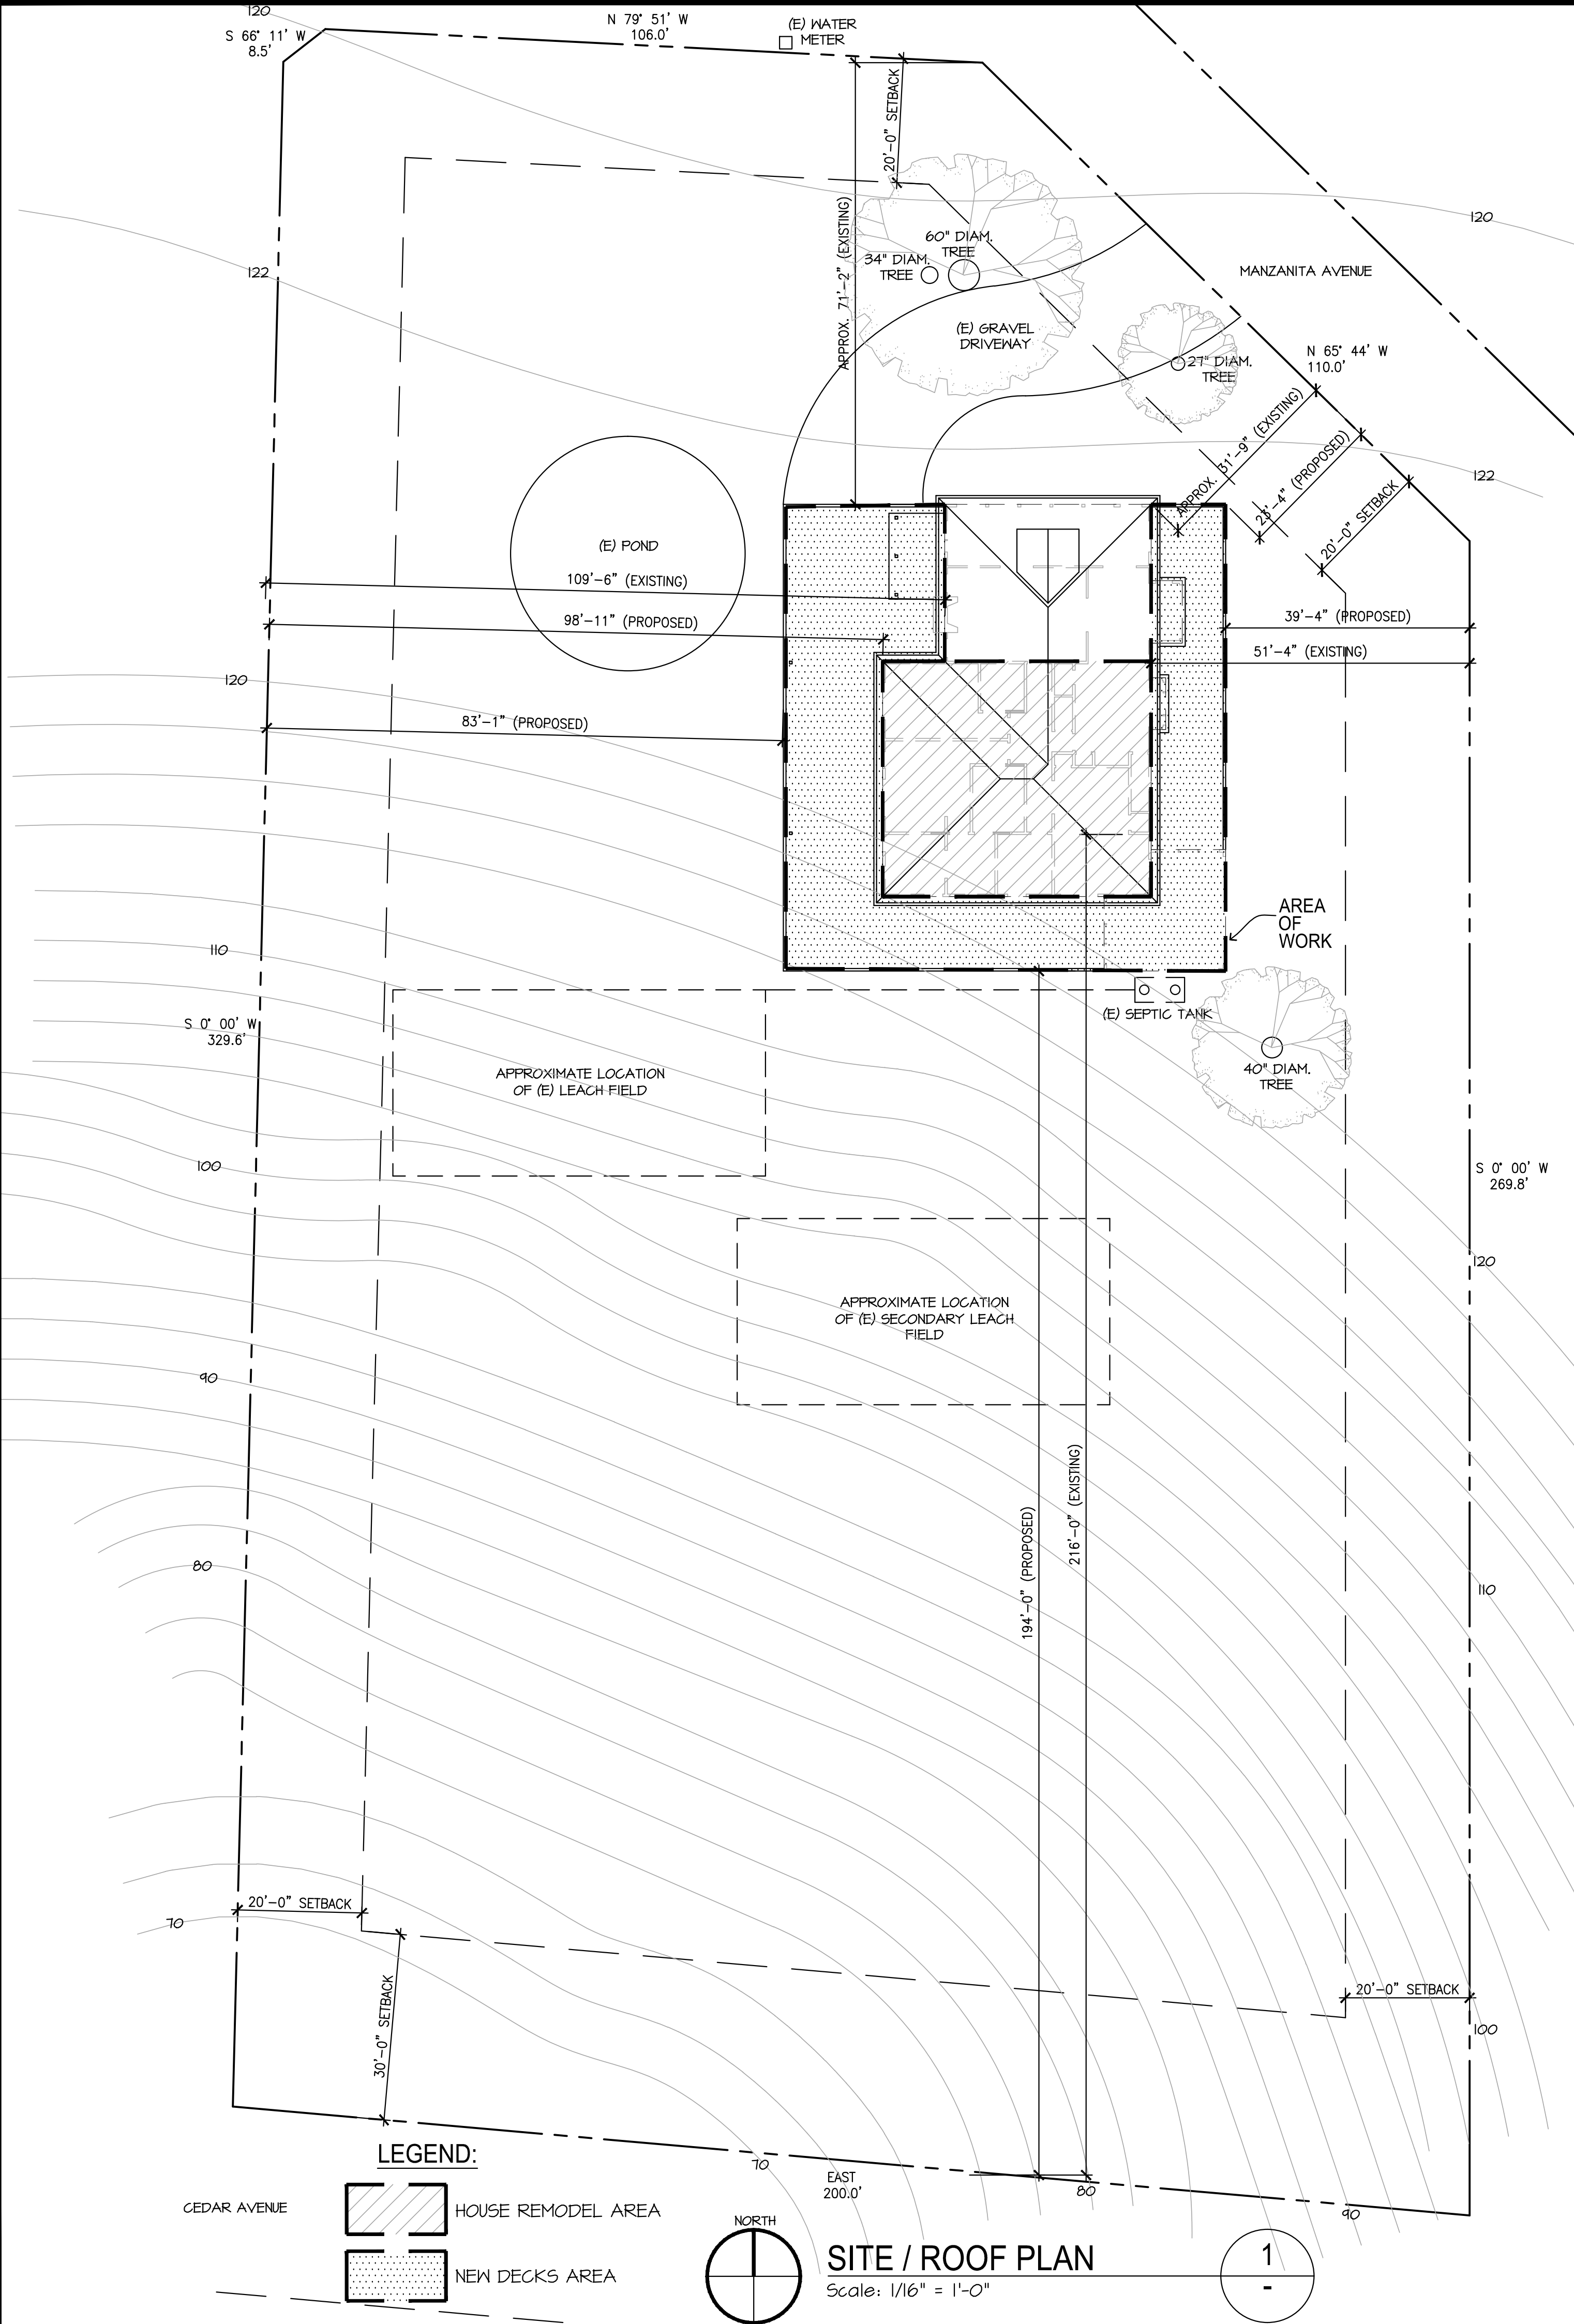 120
S 66° 11' W
8.5'
N 79° 51' W
106.0'
(E) WATER
METER
20'-0" SETBACK
APPROX. 71'-2" (EXISTING)
60" DIAM.
TREE
34" DIAM.
TREE
120
122
MANZANITA AVENUE
(E) GRAVEL
DRIVEWAY
27" DIAM.
TREE
N 65° 44' W
110.0'
APPROX. 31'-9" (EXISTING)
23'-4" (PROPOSED)
20'-0" SETBACK
122
(E) POND
109'-6" (EXISTING)
98'-11" (PROPOSED)
39'-4" (PROPOSED)
51'-4" (EXISTING)
120
83'-1" (PROPOSED)
AREA
OF
WORK
110
(E) SEPTIC TANK
S 0° 00' W
329.6'
APPROXIMATE LOCATION
OF (E) LEACH FIELD
40" DIAM.
TREE
100
S 0° 00' W
269.8'
120
APPROXIMATE LOCATION
OF (E) SECONDARY LEACH
FIELD
90
194'-0" (PROPOSED)
216'-0" (EXISTING)
80
110
20'-0" SETBACK
70
30'-0" SETBACK
20'-0" SETBACK
100
LEGEND:
70
EAST
200.0'
80
90
CEDAR AVENUE
HOUSE REMODEL AREA
NEW DECKS AREA
NORTH
SITE / ROOF PLAN
Scale: 1/16" = 1'-0"
1
-